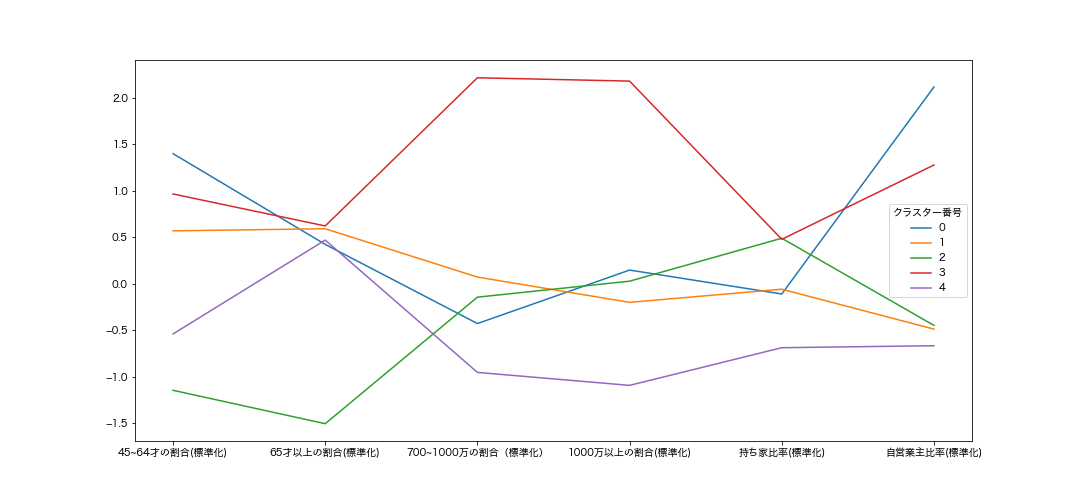 2.0
1.5
1.0
0.5
0.0
−0.5
−1.0
−1.5
クラスター番号
0
1
2
3
4
45~64才の割合(標準化)
65才以上の割合(標準化)
700~1000万の割合（標準化）
1000万以上の割合(標準化)
持ち家比率(標準化)
自営業主比率(標準化)